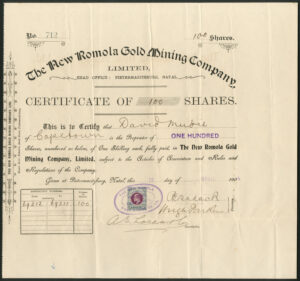 No. 712 100 Shares.
The New Romola Gold Mining Company,
LIMITED,
HEAD OFFICE: PIETERMARITZBURG, NATAL.
CERTIFICATE OF 100 SHARES.
This is to Certify that David
of Capetown is the Proprietor of ONE HUNDRED
Shares, numbered as below, of One Shilling each fully paid, in The New Romola Gold
Mining Company, Limited, subject to the Articles of Association and Rules and
Regulations of the Company.
Given at Pietermaritzburg, Natal, this day of
100